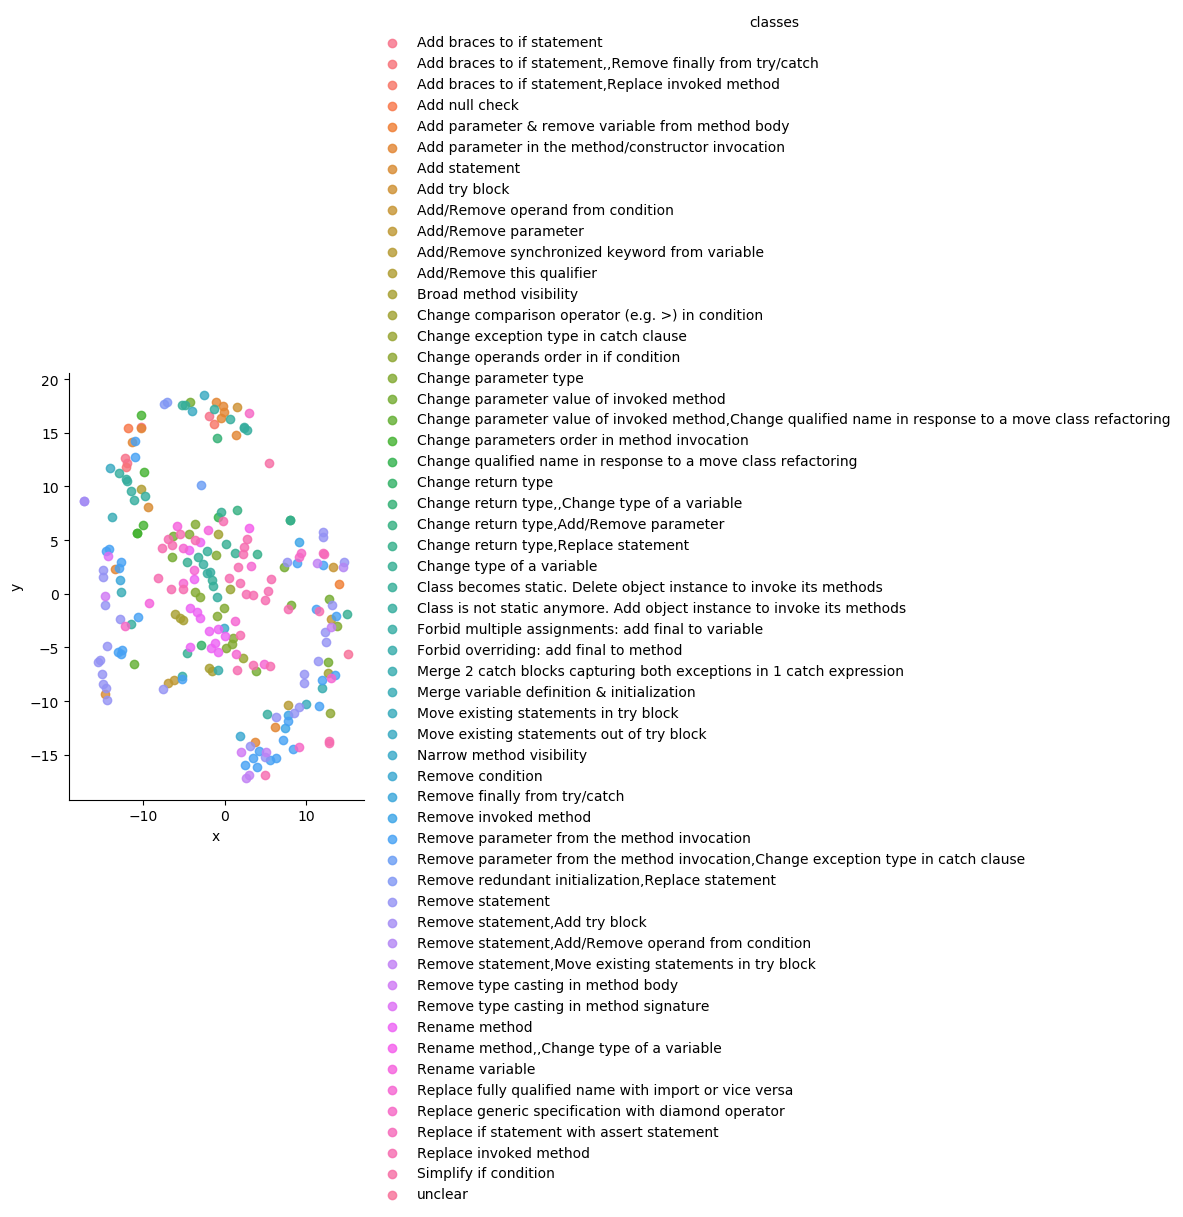 classes
Add braces to if statement
Add braces to if statement,,Remove finally from try/catch
Add braces to if statement,Replace invoked method
Add null check
Add parameter & remove variable from method body
Add parameter in the method/constructor invocation
Add statement
Add try block
Add/Remove operand from condition
Add/Remove parameter
Add/Remove synchronized keyword from variable
Add/Remove this qualifier
Broad method visibility
Change comparison operator (e.g. >) in condition
Change exception type in catch clause
Change operands order in if condition
Change parameter type
Change parameter value of invoked method
Change parameter value of invoked method,Change qualified name in response to a move class refactoring
Change parameters order in method invocation
Change qualified name in response to a move class refactoring
Change return type
Change return type,,Change type of a variable
Change return type,Add/Remove parameter
Change return type,Replace statement
Change type of a variable
Class becomes static. Delete object instance to invoke its methods
Class is not static anymore. Add object instance to invoke its methods
Forbid multiple assignments: add final to variable
Forbid overriding: add final to method
Merge 2 catch blocks capturing both exceptions in 1 catch expression
Merge variable definition & initialization
Move existing statements in try block
Move existing statements out of try block
Narrow method visibility
Remove condition
Remove finally from try/catch
Remove invoked method
Remove parameter from the method invocation
Remove parameter from the method invocation,Change exception type in catch clause
Remove redundant initialization,Replace statement
Remove statement
Remove statement,Add try block
Remove statement,Add/Remove operand from condition
Remove statement,Move existing statements in try block
Remove type casting in method body
Remove type casting in method signature
Rename method
Rename method,,Change type of a variable
Rename variable
Replace fully qualified name with import or vice versa
Replace generic specification with diamond operator
Replace if statement with assert statement
Replace invoked method
Simplify if condition
unclear
20
15
10
5
0
−5
−10
−15
y
−10
0
10
x